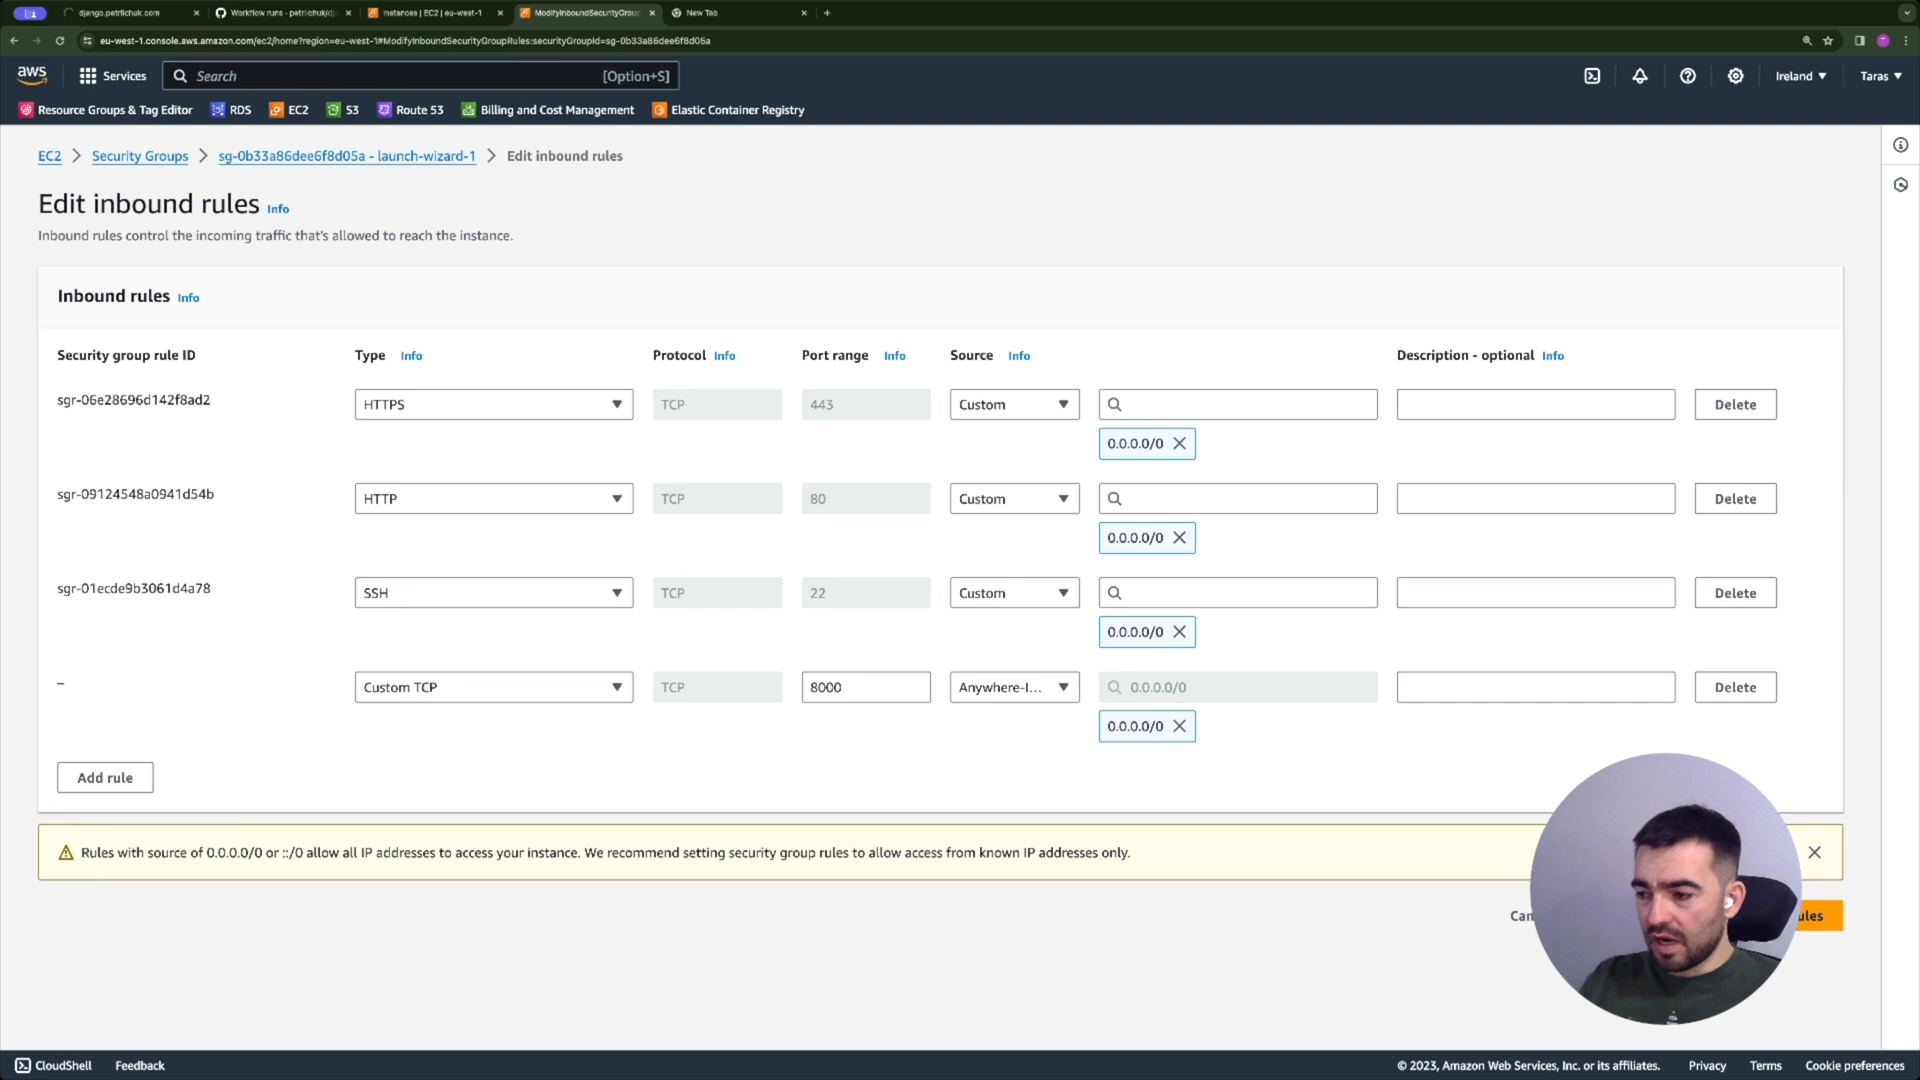 django.petrlichuk.com
Workflow runs · petrlichuk/dj
Instances | EC2 | eu-west-1
ModifyInboundSecurityGroup
New Tab
eu-west-1.console.aws.amazon.com/ec2/home?region=eu-west-1#ModifyInboundSecurityGroupRules:securityGroupId=sg-0b33a86dee6f8d05a
aws
Services
Search
[Option+S]
Ireland
Taras
Resource Groups & Tag Editor
RDS
EC2
S3
Route 53
Billing and Cost Management
Elastic Container Registry
EC2
Security Groups
sg-0b33a86dee6f8d05a - launch-wizard-1
Edit inbound rules
Edit inbound rules Info
Inbound rules control the incoming traffic that's allowed to reach the instance.
Inbound rules Info
Security group rule ID
Type Info
Protocol Info
Port range Info
Source Info
Description - optional Info
sgr-06e28696d142f8ad2
HTTPS
TCP
443
Custom
Delete
0.0.0.0/0
sgr-09124548a0941d54b
HTTP
TCP
80
Custom
Delete
0.0.0.0/0
sgr-01ecde9b3061d4a78
SSH
TCP
22
Custom
Delete
0.0.0.0/0
–
Custom TCP
TCP
8000
Anywhere-I...
0.0.0.0/0
Delete
0.0.0.0/0
Add rule
Rules with source of 0.0.0.0/0 or ::/0 allow all IP addresses to access your instance. We recommend setting security group rules to allow access from known IP addresses only.
Can
ules
CloudShell
Feedback
© 2023, Amazon Web Services, Inc. or its affiliates.
Privacy
Terms
Cookie preferences